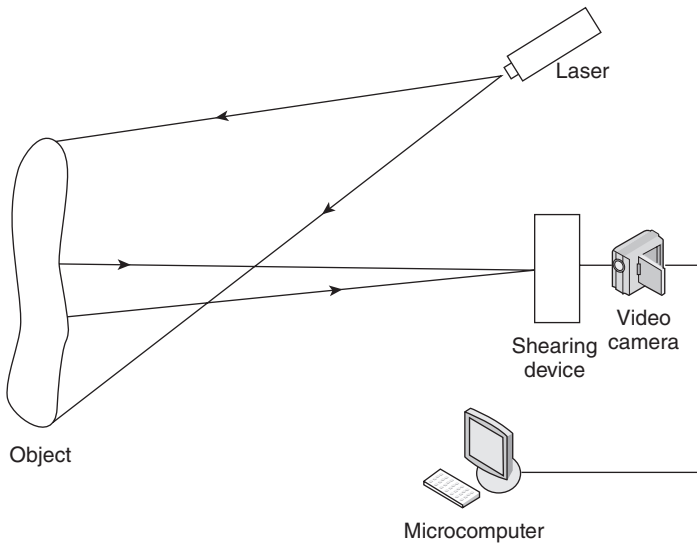 Laser
Video
camera
Shearing
device
Object
Microcomputer